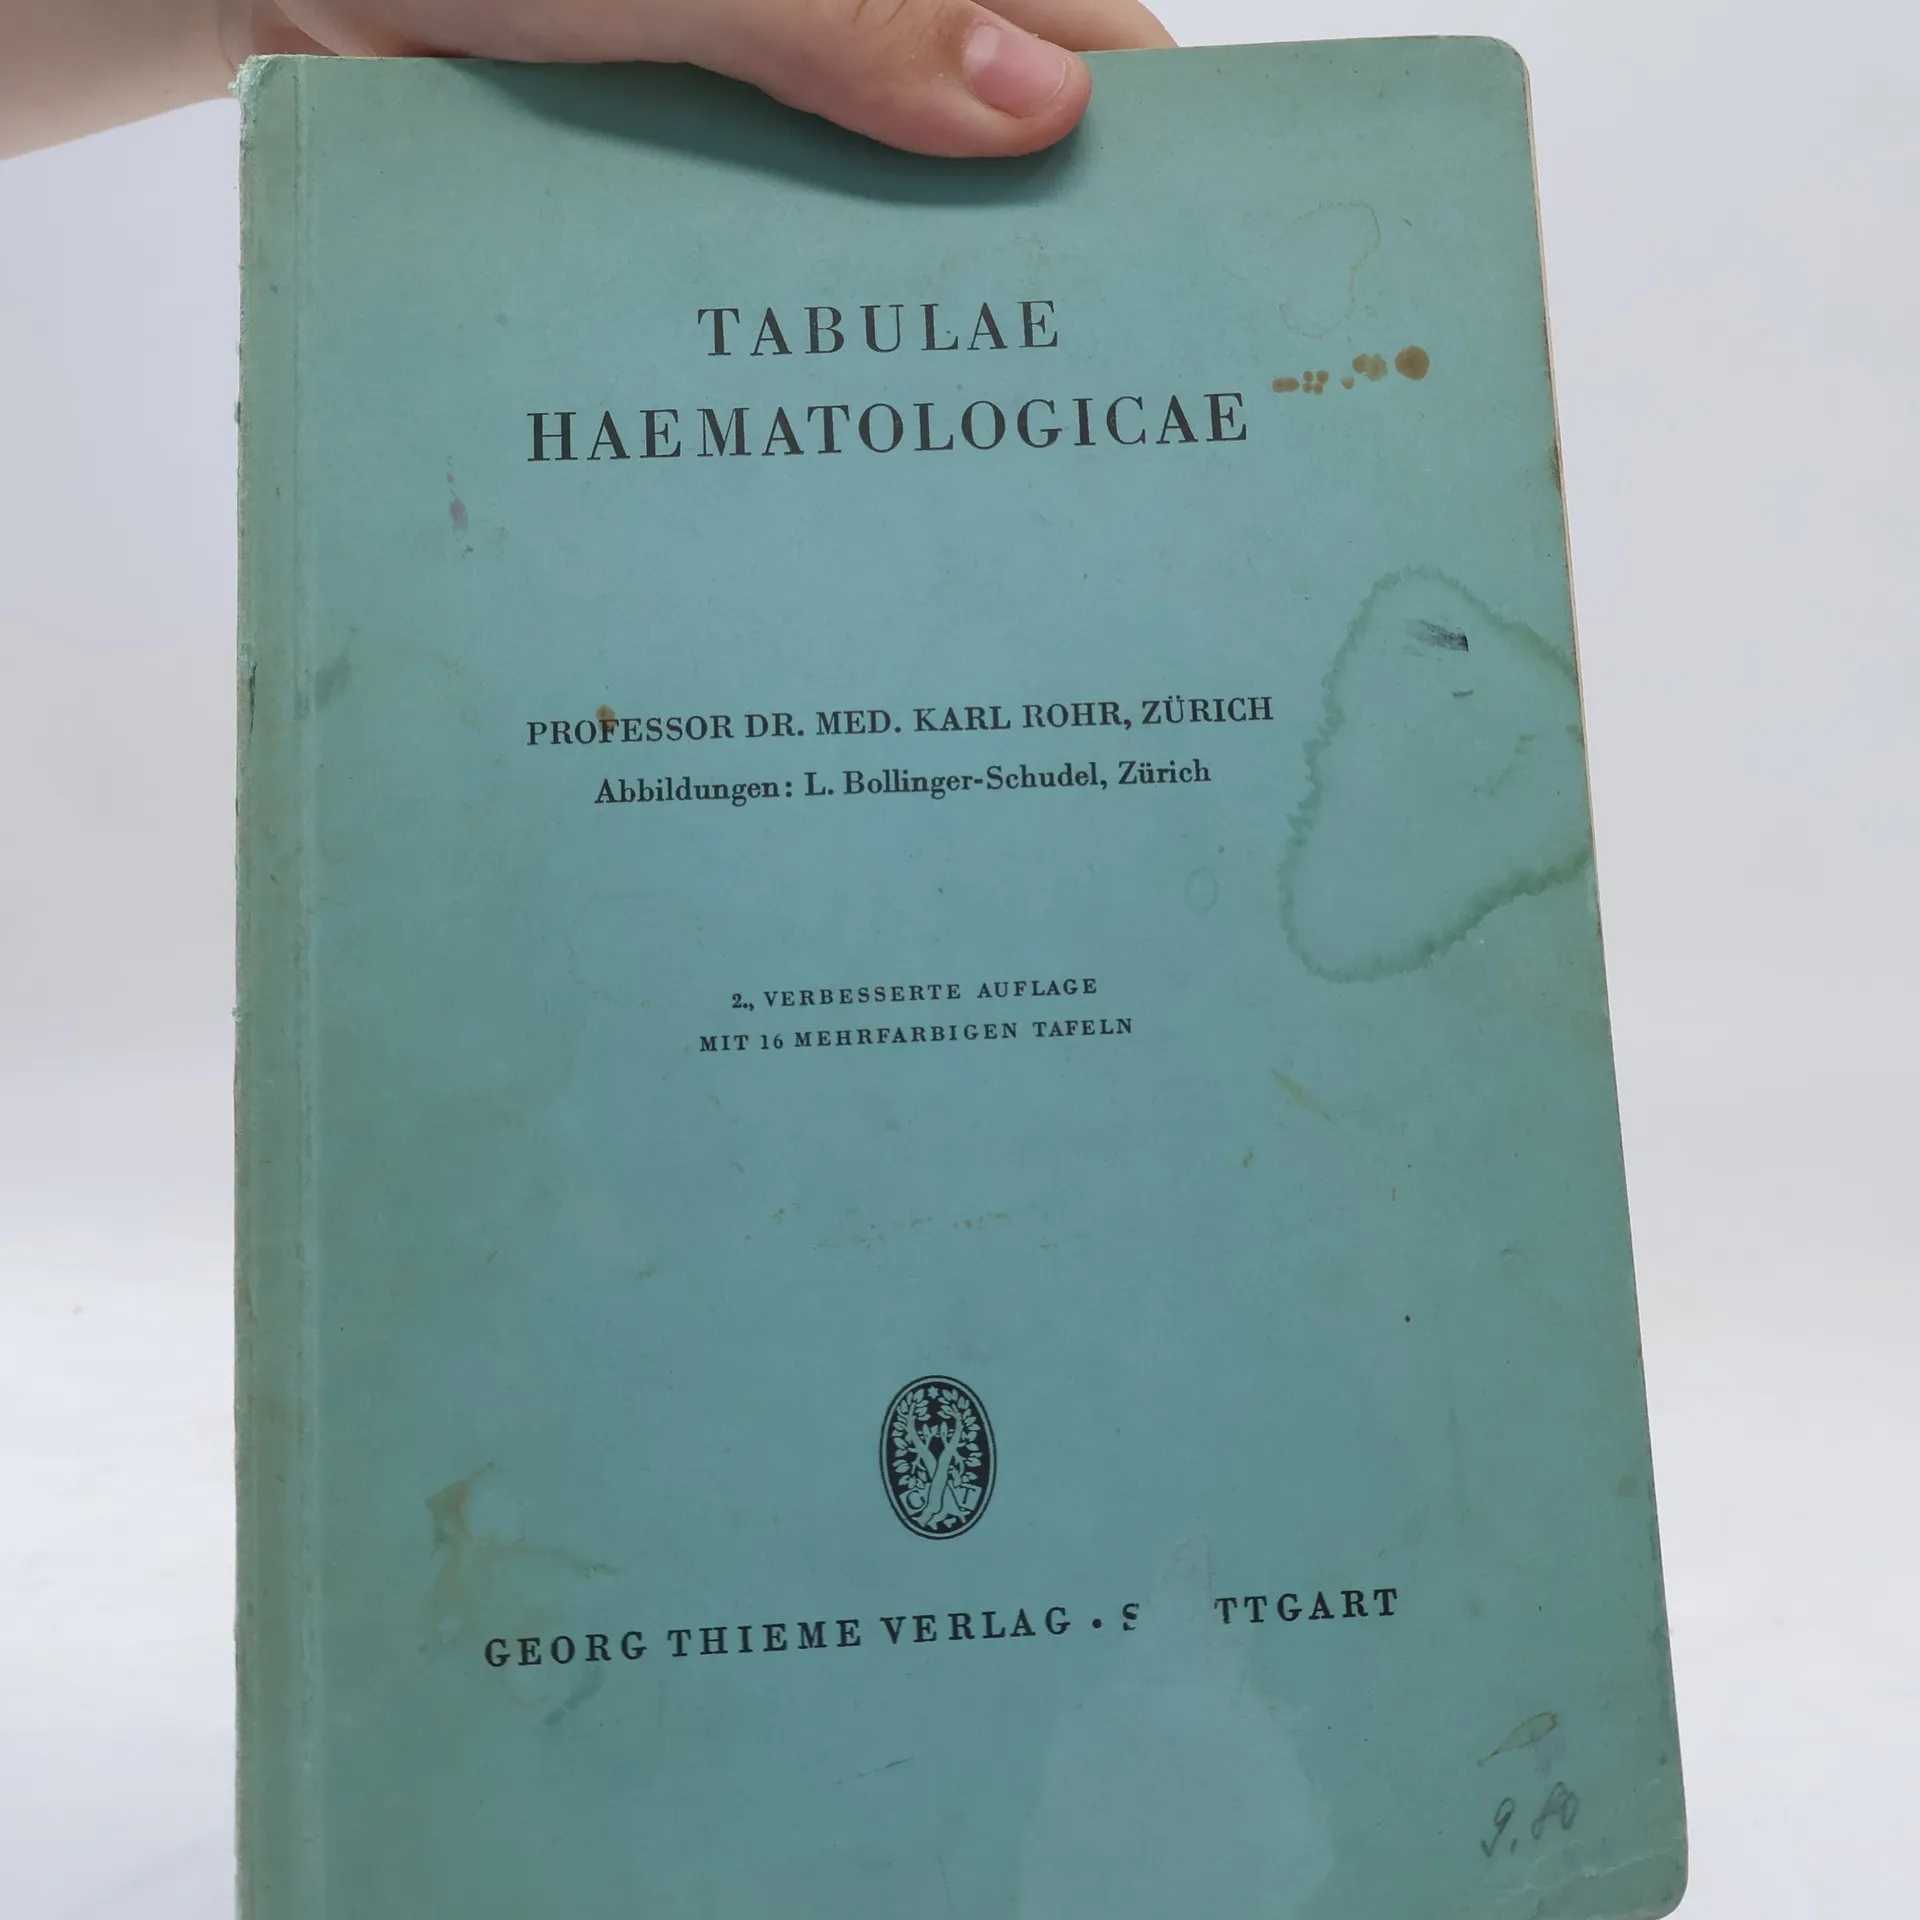 TABULAE
HAEMATOLOGICAE
PROFESSOR DR. MED. KARL ROHR, ZÜRICH
Abbildungen: L. Bollinger-Schudel, Zürich
2., VERBESSERTE AUFLAGE
MIT 16 MEHRFARBIGEN TAFELN
G T
GEORG THIEME VERLAG · S TTGART
9.80